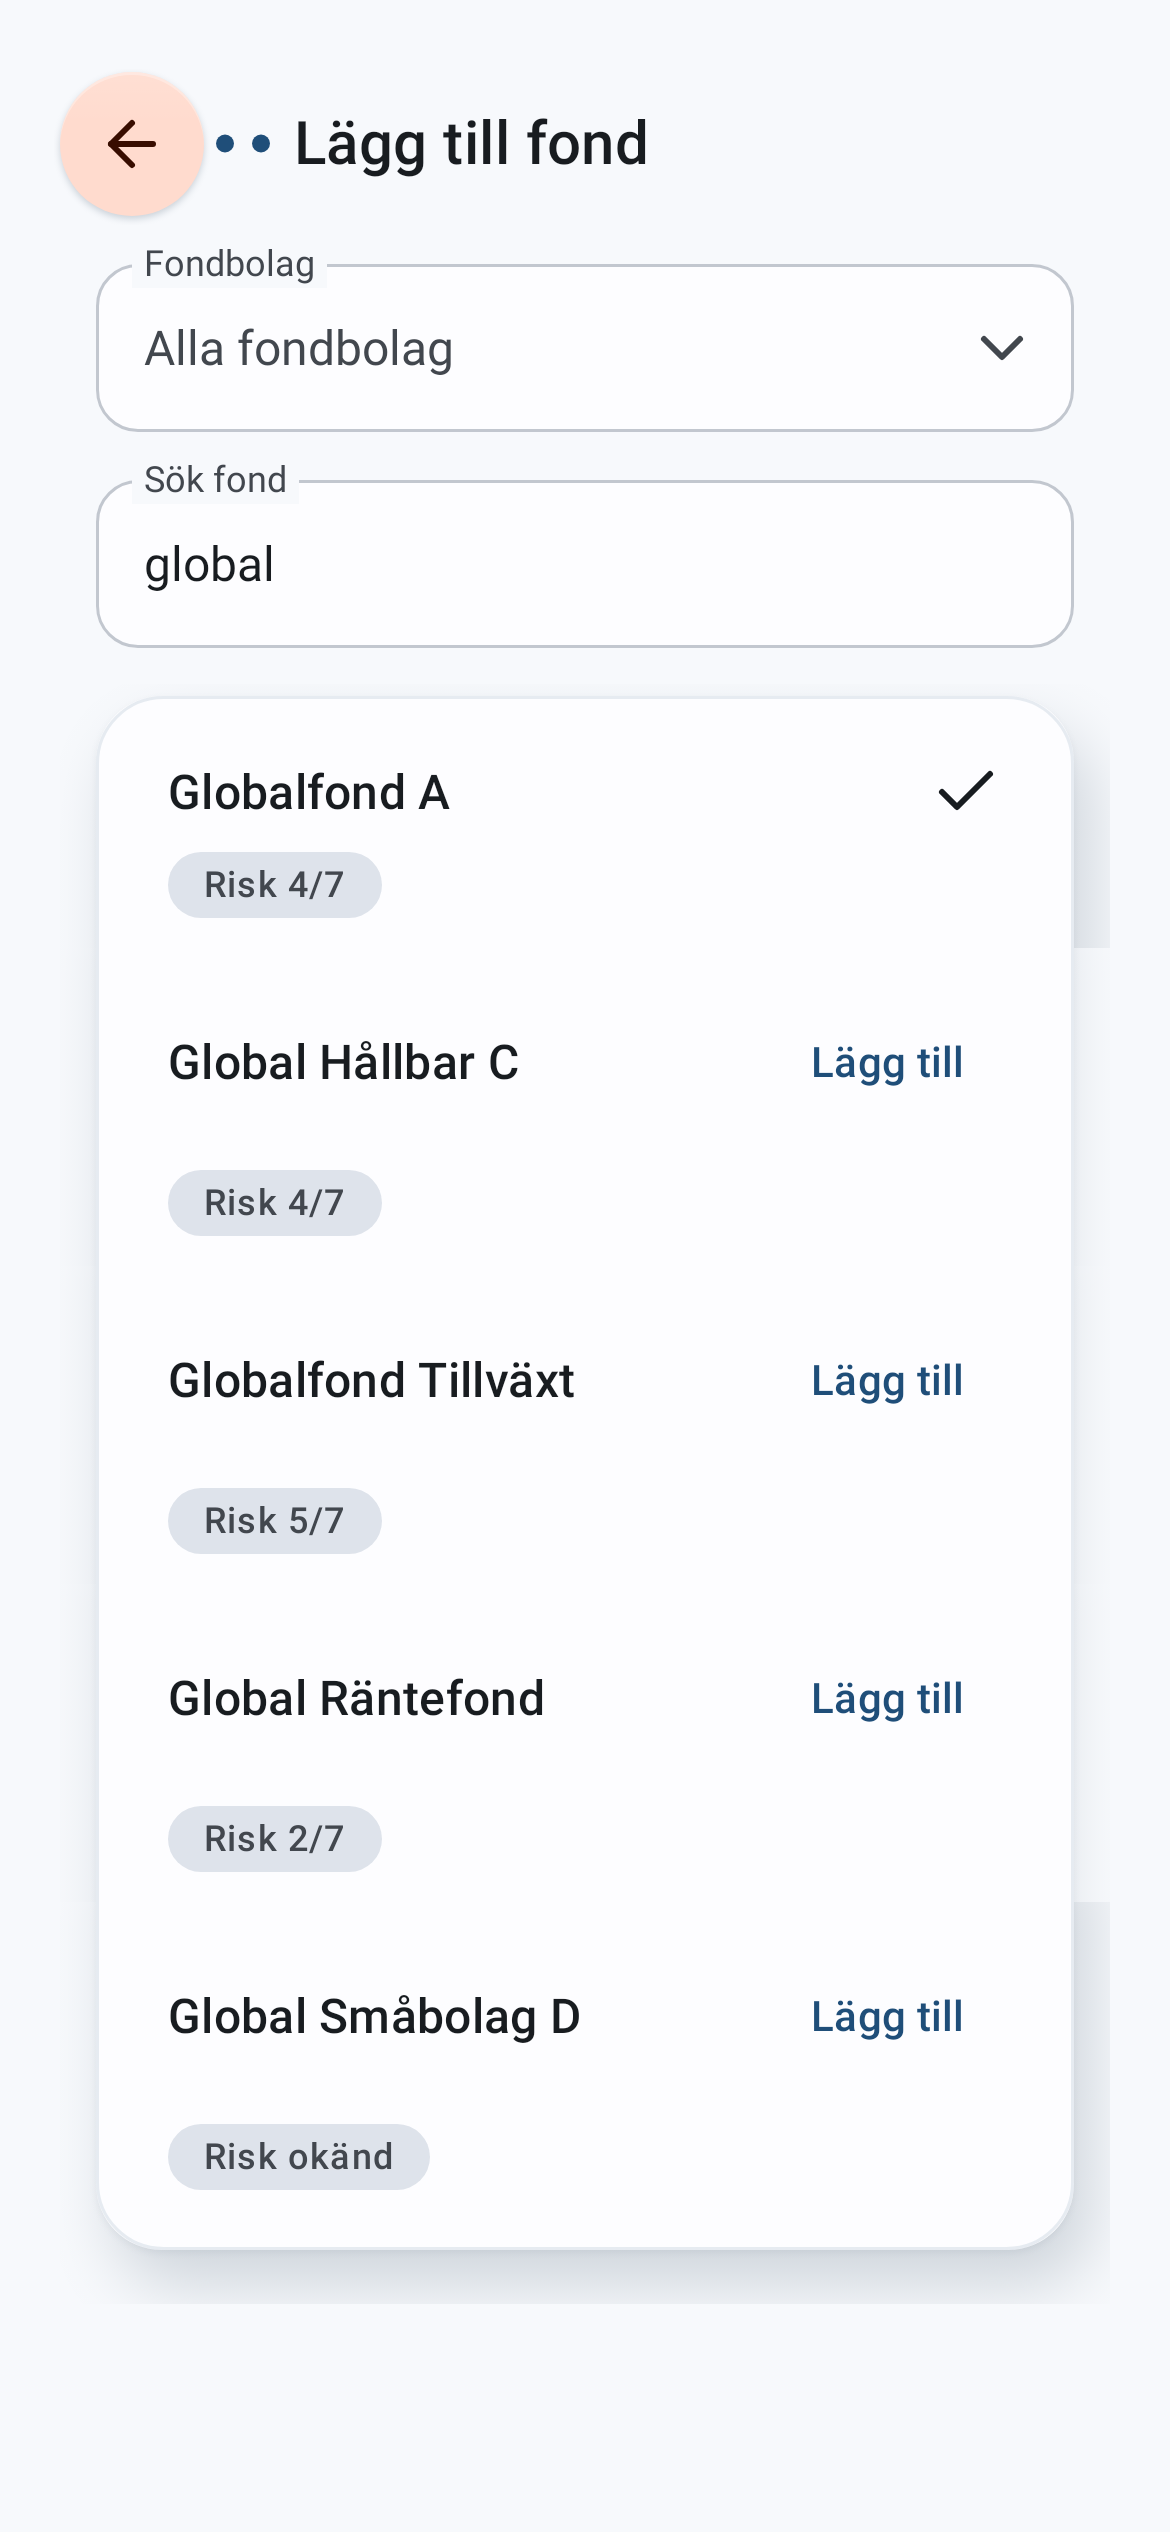 Lägg till fond
Fondbolag
Alla fondbolag
Sök fond
global
Globalfond A
Risk 4/7
Global Hållbar C Lägg till
Risk 4/7
Globalfond Tillväxt Lägg till
Risk 5/7
Global Räntefond Lägg till
Risk 2/7
Global Småbolag D Lägg till
Risk okänd